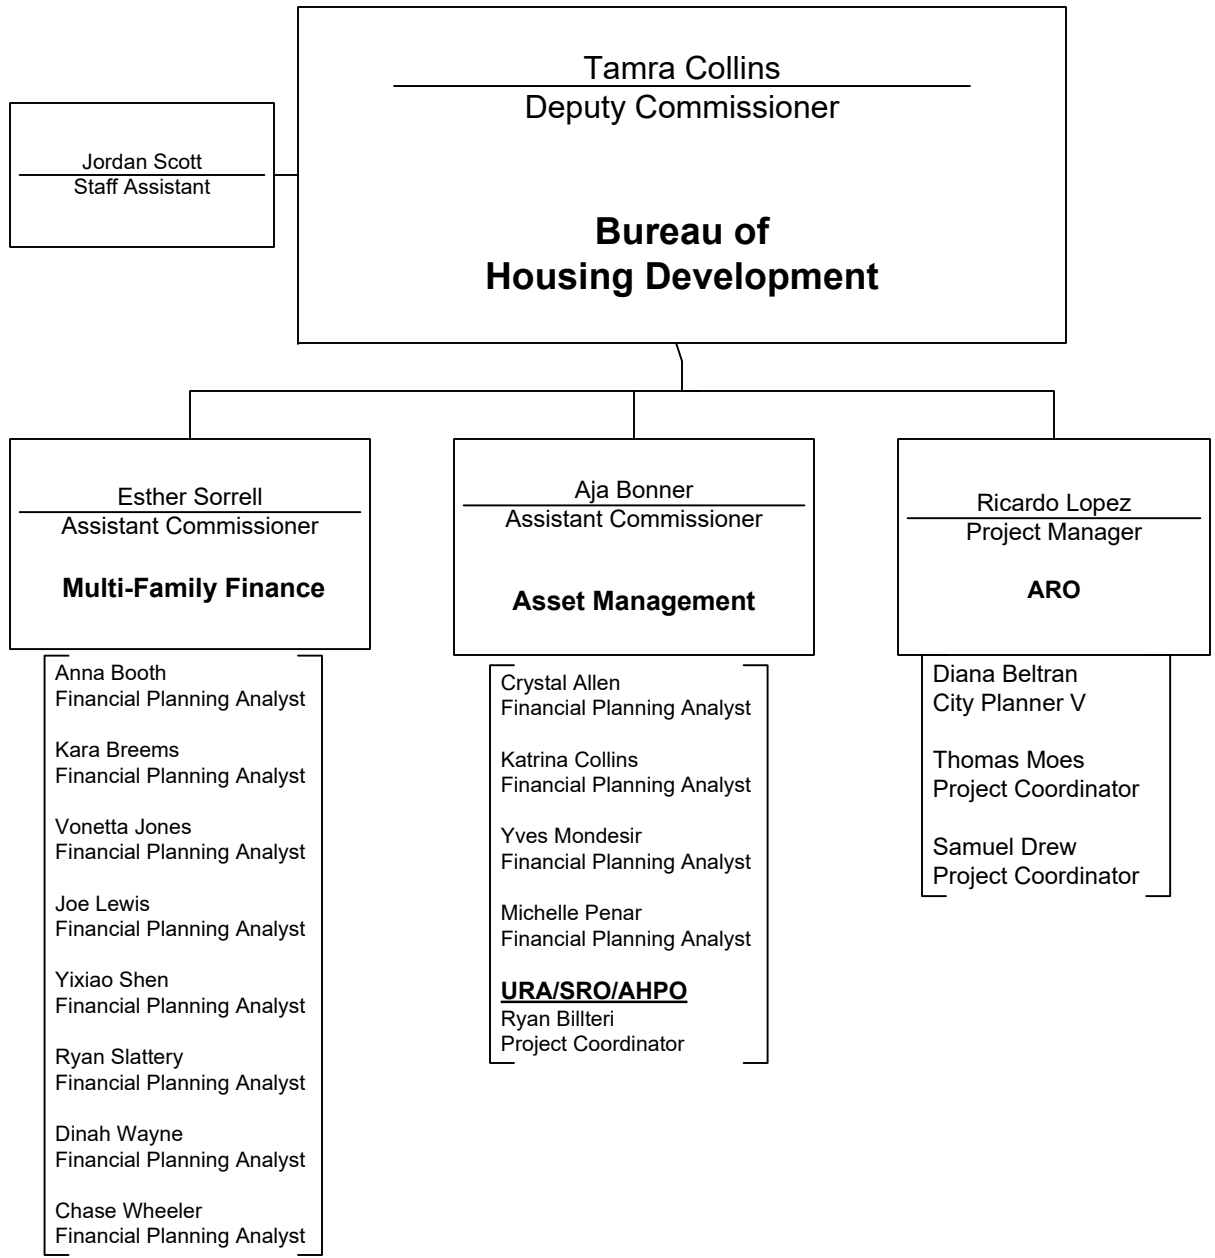 Tamra Collins
Deputy Commissioner
Bureau of
Housing Development
Jordan Scott
Staff Assistant
Esther Sorrell
Assistant Commissioner
Multi-Family Finance
Anna Booth
Financial Planning Analyst
Kara Breems
Financial Planning Analyst
Vonetta Jones
Financial Planning Analyst
Joe Lewis
Financial Planning Analyst
Yixiao Shen
Financial Planning Analyst
Ryan Slattery
Financial Planning Analyst
Dinah Wayne
Financial Planning Analyst
Chase Wheeler
Financial Planning Analyst
Aja Bonner
Assistant Commissioner
Asset Management
Crystal Allen
Financial Planning Analyst
Katrina Collins
Financial Planning Analyst
Yves Mondesir
Financial Planning Analyst
Michelle Penar
Financial Planning Analyst
URA/SRO/AHPO
Ryan Billteri
Project Coordinator
Ricardo Lopez
Project Manager
ARO
Diana Beltran
City Planner V
Thomas Moes
Project Coordinator
Samuel Drew
Project Coordinator